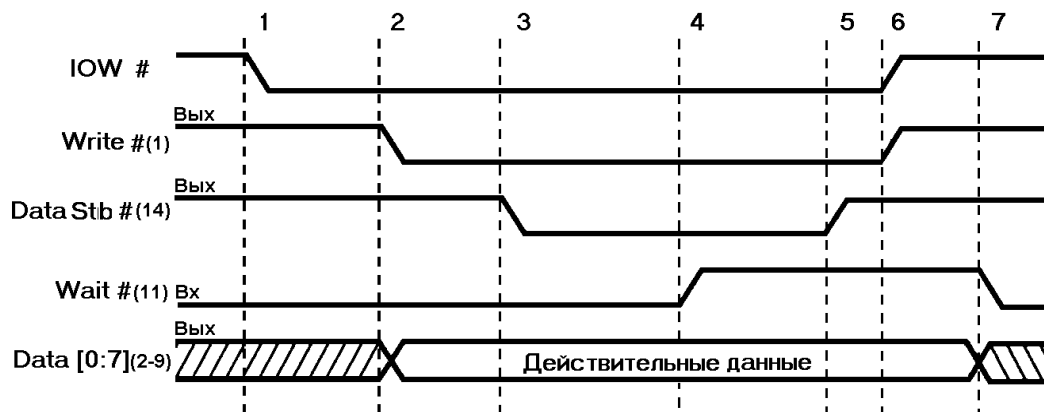 1 2 3 4 5 6 7
IOW #
Вых
Write #(1)
Вых
Data Stb #(14)
Wait #(11) Вх
Вых
Data [0:7](2-9) Действительные данные